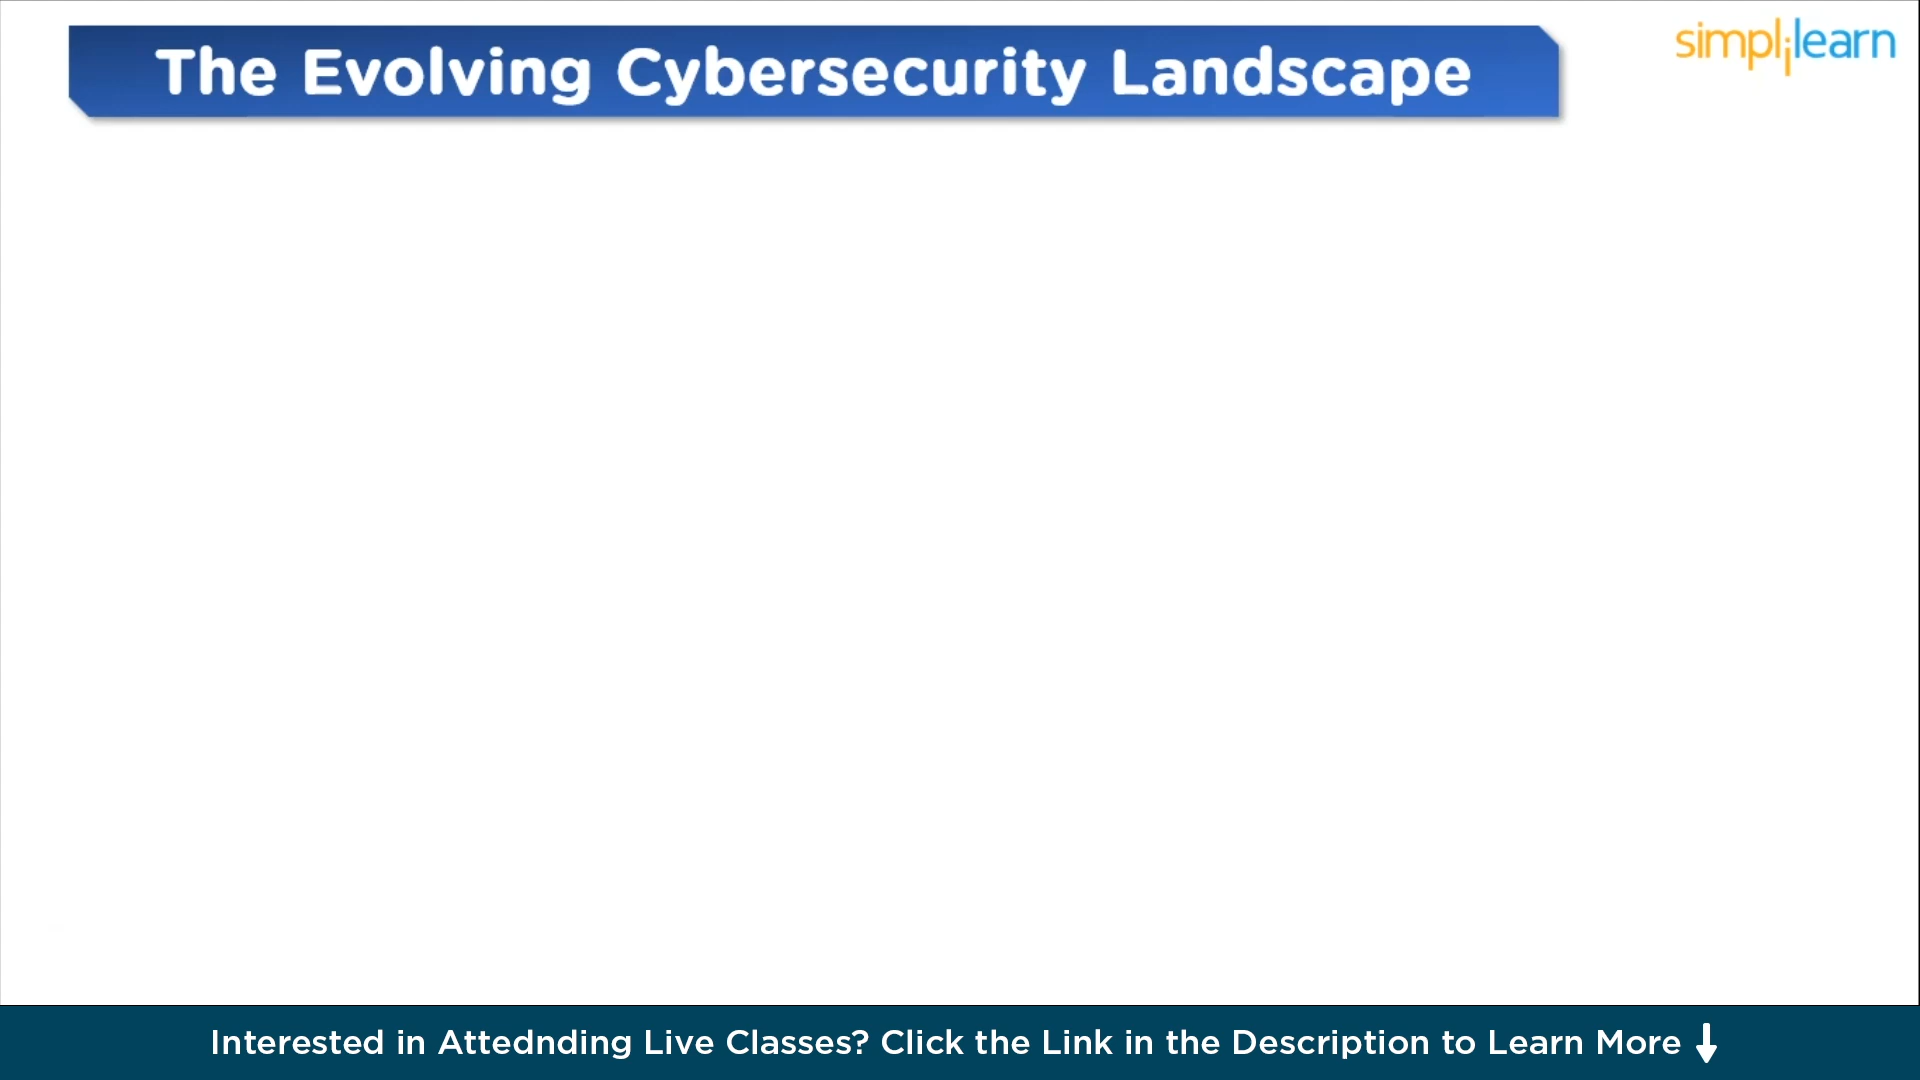 The Evolving Cybersecurity Landscape
simplilearn
Interested in Attednding Live Classes? Click the Link in the Description to Learn More